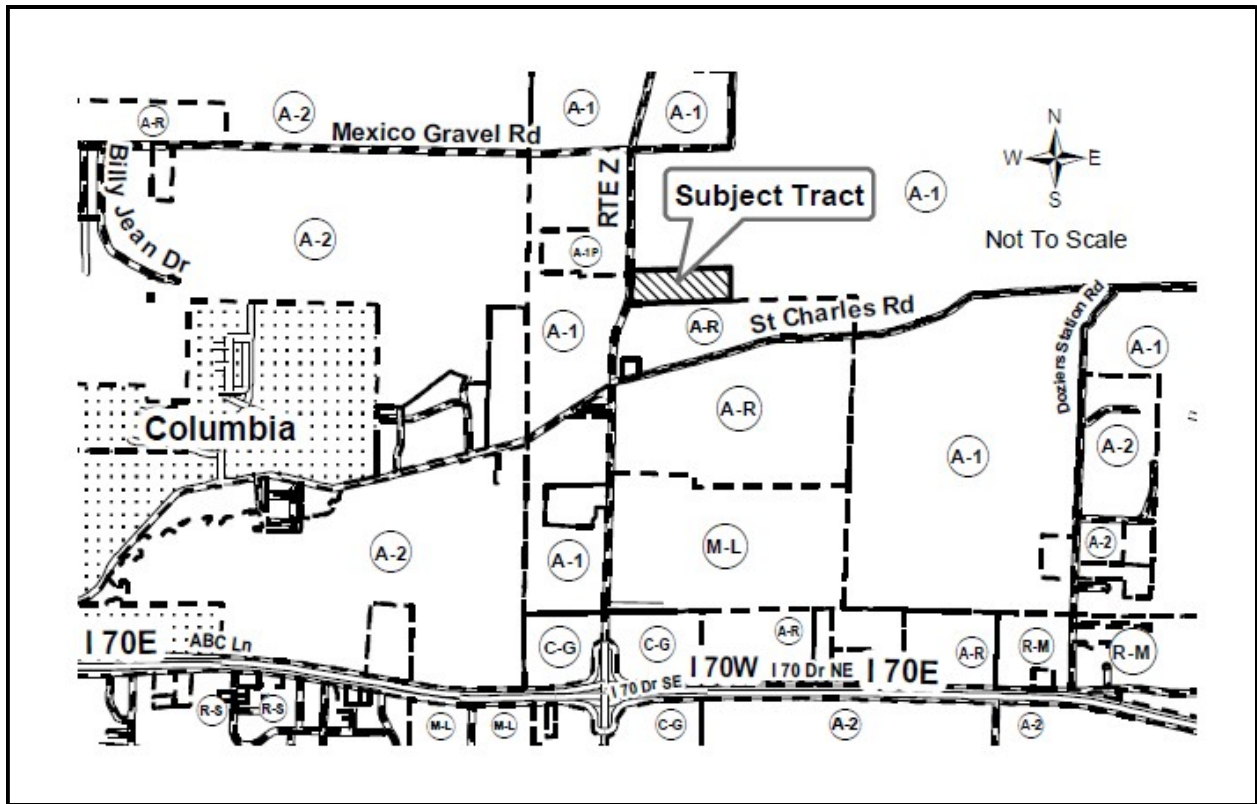 A-R
A-2
A-1
A-1
Mexico Gravel Rd
N
W E
S
Not To Scale
Billy Jean Dr
RTE Z
Subject Tract
A-1
A-2
A-1P
A-1
A-R
St Charles Rd
Doziers Station Rd
A-1
Columbia
A-R
A-1
A-2
A-2
A-1
M-L
A-2
I 70E
ABC Ln
C-G
C-G
A-R
A-R
R-M
R-M
I 70W
I 70 Dr NE
I 70E
I 70 Dr SE
R-S
R-S
M-L
M-L
C-G
A-2
A-2